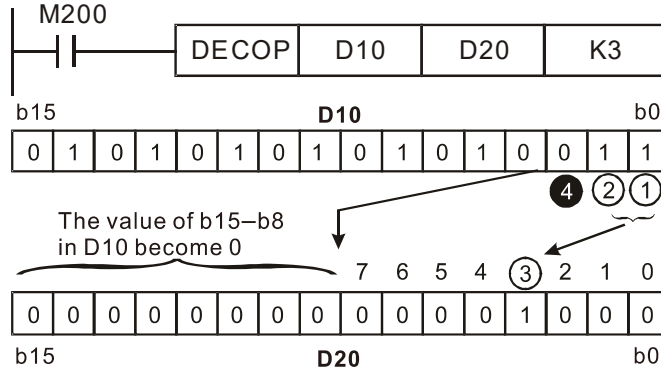 M200
DECOP D10 D20 K3
b15 D10 b0
0 1 0 1 0 1 0 1 0 1 0 1 0 0 1 1
4 2 1
The value of b15–b8
in D10 become 0
7 6 5 4 3 2 1 0
0 0 0 0 0 0 0 0 0 0 0 0 1 0 0 0
b15 D20 b0